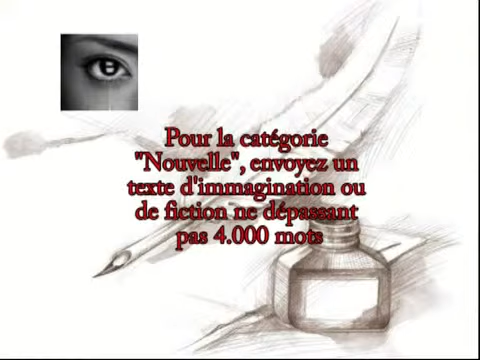 Pour la catégorie
"Nouvelle", envoyez un
texte d'immagination ou
de fiction ne dépassant
pas 4.000 mots